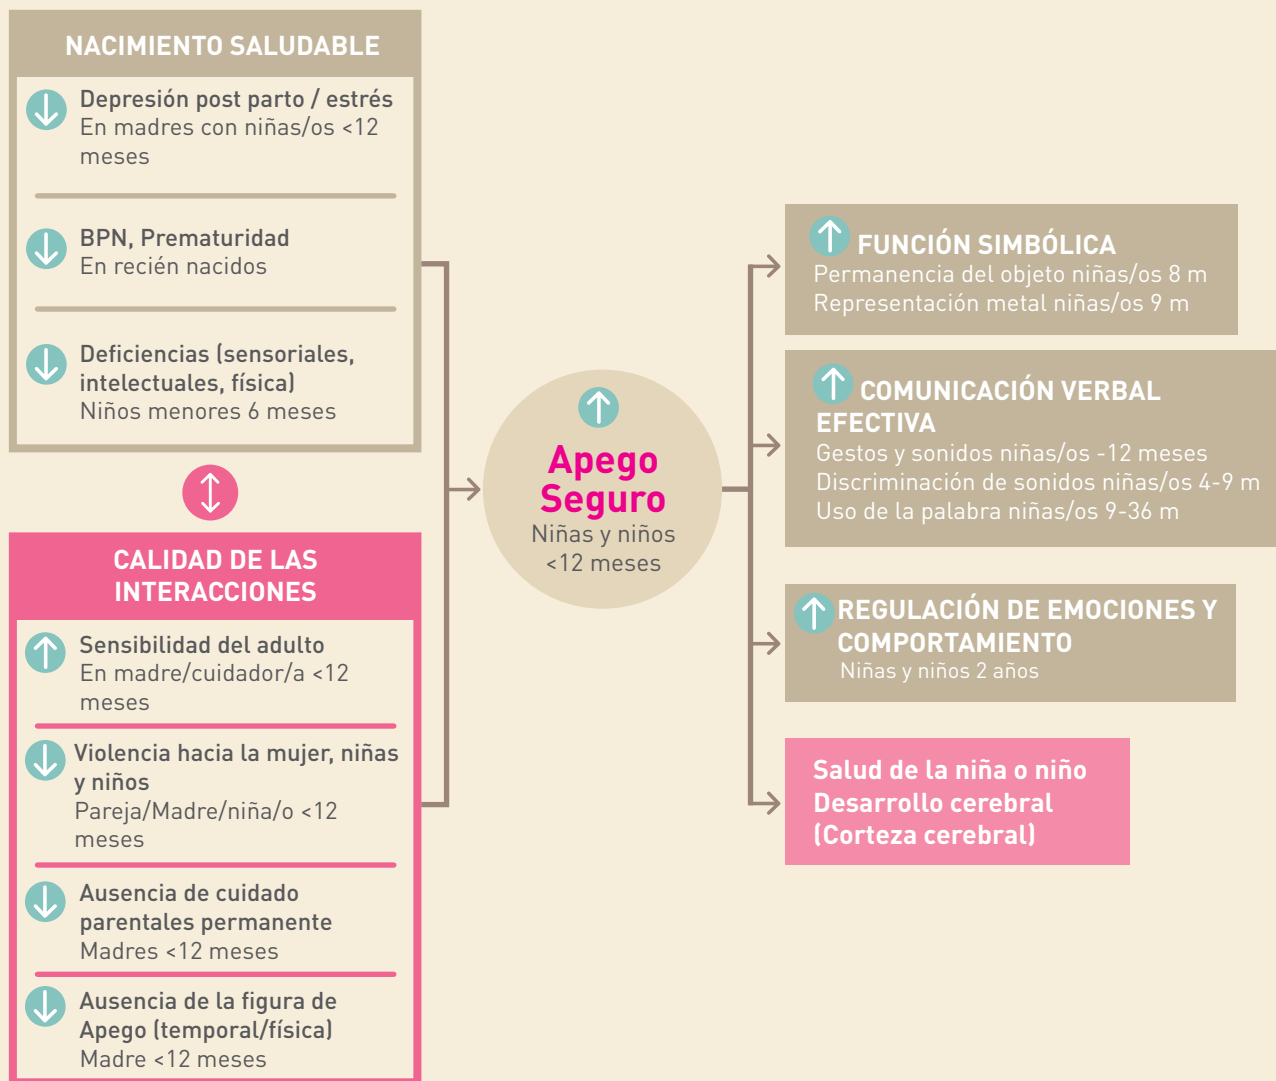 NACIMIENTO SALUDABLE
Depresión post parto / estrés
En madres con niñas/os <12
meses
BPN, Prematuridad
En recién nacidos
Deficiencias (sensoriales,
intelectuales, física)
Niños menores 6 meses
CALIDAD DE LAS
INTERACCIONES
Sensibilidad del adulto
En madre/cuidador/a <12
meses
Violencia hacia la mujer, niñas
y niños
Pareja/Madre/niña/o <12
meses
Ausencia de cuidado
parentales permanente
Madres <12 meses
Ausencia de la figura de
Apego (temporal/física)
Madre <12 meses
Apego
Seguro
Niñas y niños
<12 meses
FUNCIÓN SIMBÓLICA
Permanencia del objeto niñas/os 8 m
Representación metal niñas/os 9 m
COMUNICACIÓN VERBAL
EFECTIVA
Gestos y sonidos niñas/os -12 meses
Discriminación de sonidos niñas/os 4-9 m
Uso de la palabra niñas/os 9-36 m
REGULACIÓN DE EMOCIONES Y
COMPORTAMIENTO
Niñas y niños 2 años
Salud de la niña o niño
Desarrollo cerebral
(Corteza cerebral)